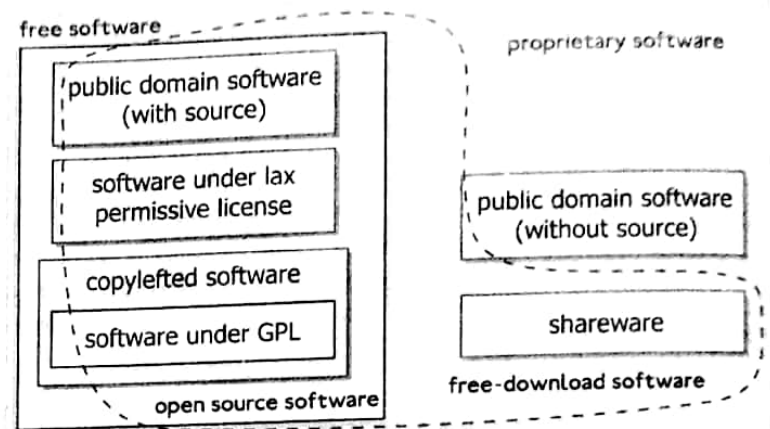 free software
proprietary software
public domain software
(with source)
software under lax
permissive license
public domain software
(without source)
copylefted software
software under GPL
shareware
free-download software
open source software